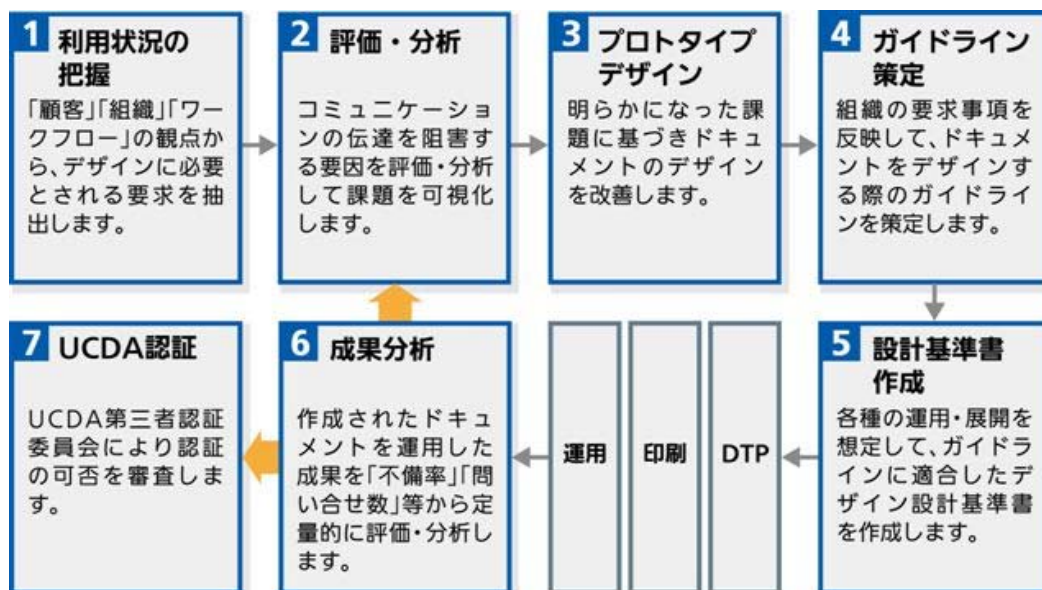 1 利用状況の
把握
「顧客」「組織」「ワー
クフロー」の観点か
ら、デザインに必要
とされる要求を抽
出します。
2 評価・分析
コミュニケーショ
ンの伝達を阻害す
る要因を評価・分析
して課題を可視化
します。
3 プロトタイプ
デザイン
明らかになった課
題に基づきドキュ
メントのデザイン
を改善します。
4 ガイドライン
策定
組織の要求事項を
反映して、ドキュメ
ントをデザインす
る際のガイドライ
ンを策定します。
5 設計基準書
作成
各種の運用・展開を
想定して、ガイドラ
インに適合したデ
ザイン設計基準書
を作成します。
DTP
印刷
運用
6 成果分析
作成されたドキュ
メントを運用した
成果を「不備率」「問
い合せ数」等から定
量的に評価・分析し
ます。
7 UCDA認証
UCDA第三者認証
委員会により認証
の可否を審査しま
す。